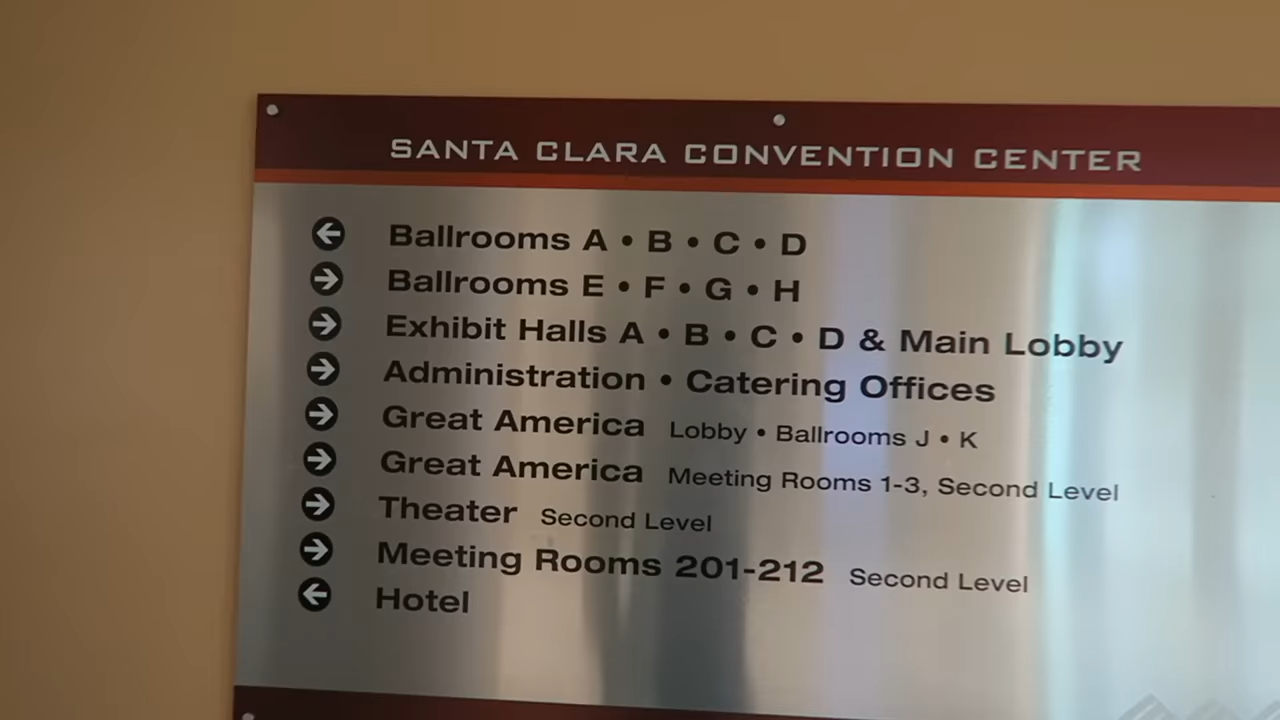 SANTA CLARA CONVENTION CENTER
← Ballrooms A • B • C • D
→ Ballrooms E • F • G • H
→ Exhibit Halls A • B • C • D & Main Lobby
→ Administration • Catering Offices
→ Great America Lobby • Ballrooms J • K
→ Great America Meeting Rooms 1-3, Second Level
→ Theater Second Level
→ Meeting Rooms 201-212 Second Level
← Hotel